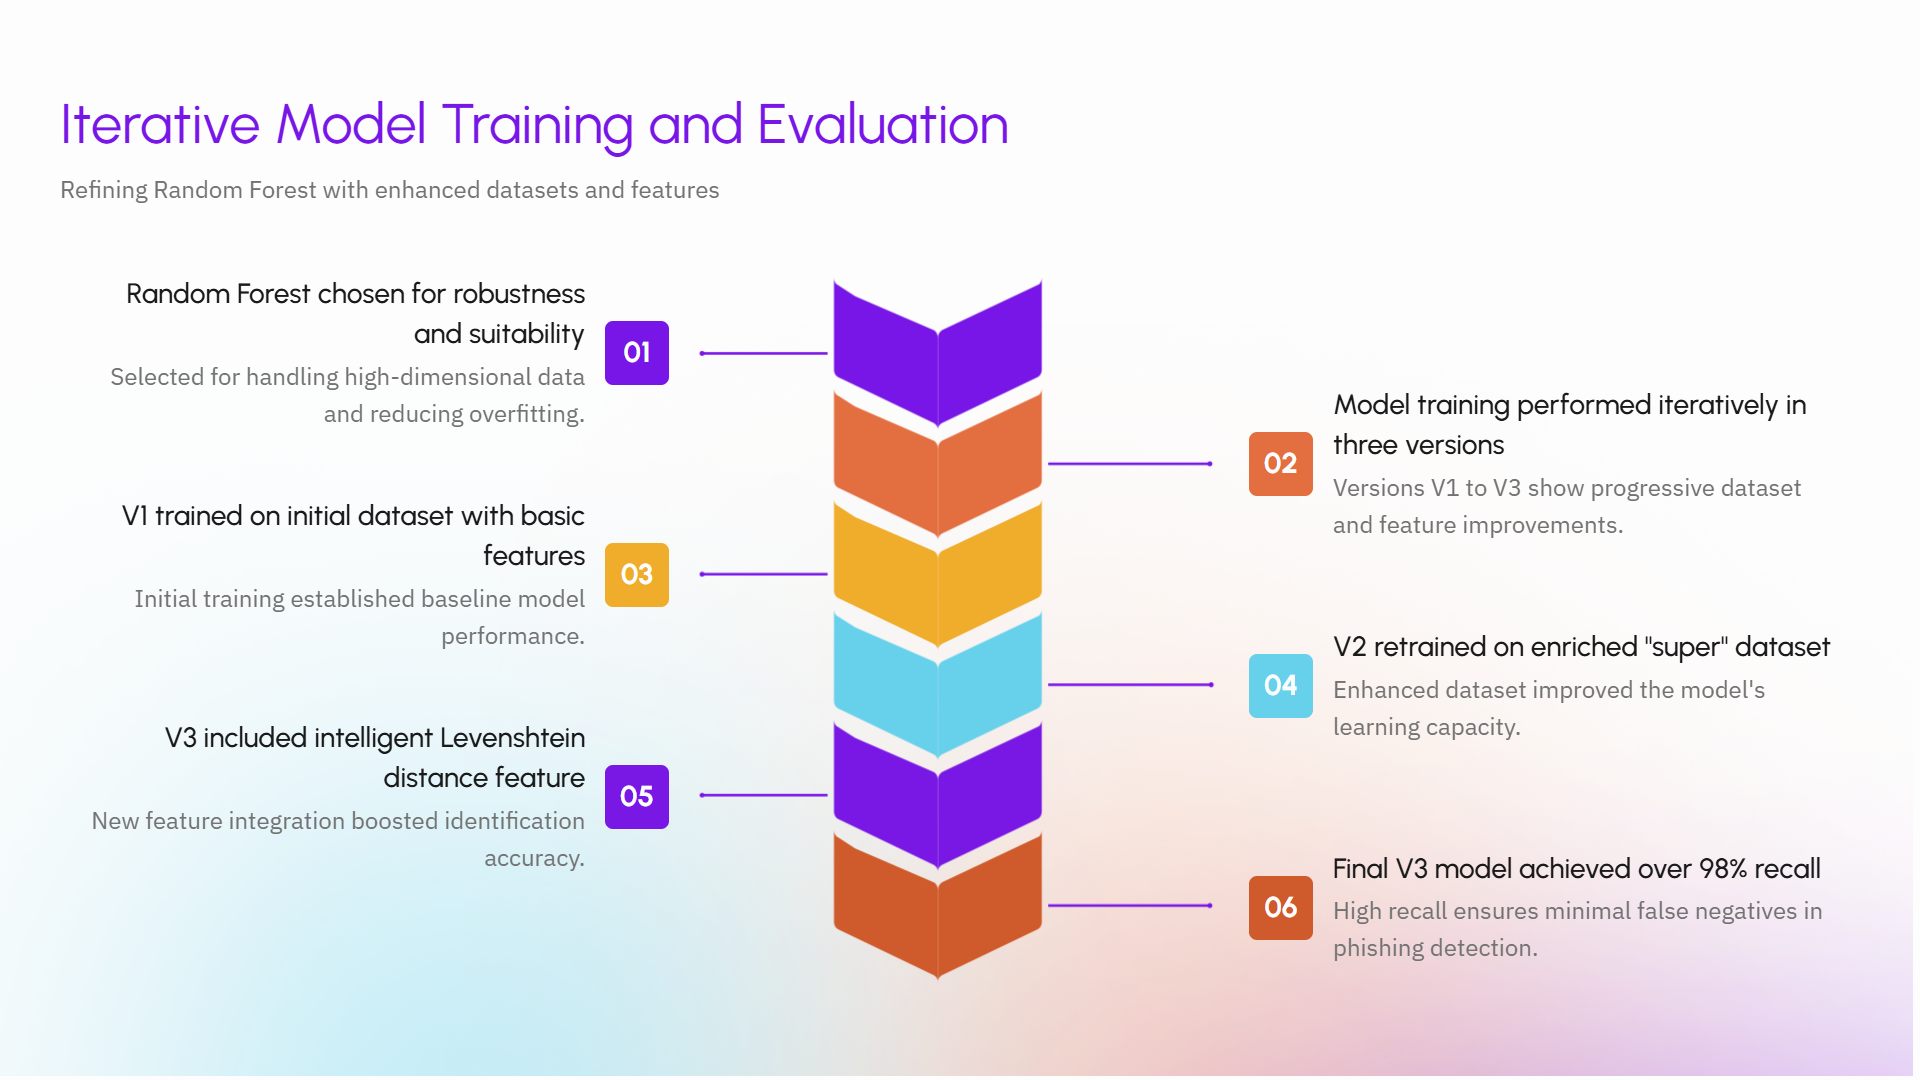 Iterative Model Training and Evaluation
Refining Random Forest with enhanced datasets and features
Random Forest chosen for robustness
and suitability
Selected for handling high-dimensional data
and reducing overfitting.
01
Model training performed iteratively in
three versions
Versions V1 to V3 show progressive dataset
and feature improvements.
02
V1 trained on initial dataset with basic
features
Initial training established baseline model
performance.
03
V2 retrained on enriched "super" dataset
Enhanced dataset improved the model's
learning capacity.
04
V3 included intelligent Levenshtein
distance feature
New feature integration boosted identification
accuracy.
05
Final V3 model achieved over 98% recall
High recall ensures minimal false negatives in
phishing detection.
06